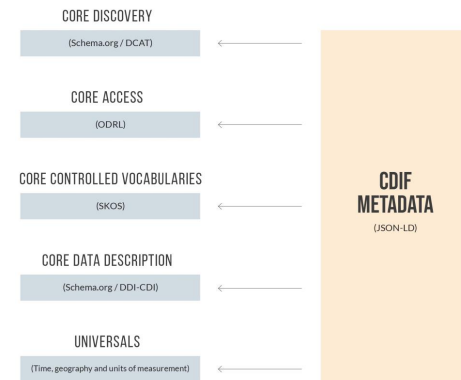 CORE DISCOVERY
(Schema.org / DCAT)
CORE ACCESS
(ODRL)
CORE CONTROLLED VOCABULARIES
(SKOS)
CORE DATA DESCRIPTION
(Schema.org / DDI-CDI)
UNIVERSALS
(Time, geography and units of measurement)
CDIF
METADATA
(JSON-LD)